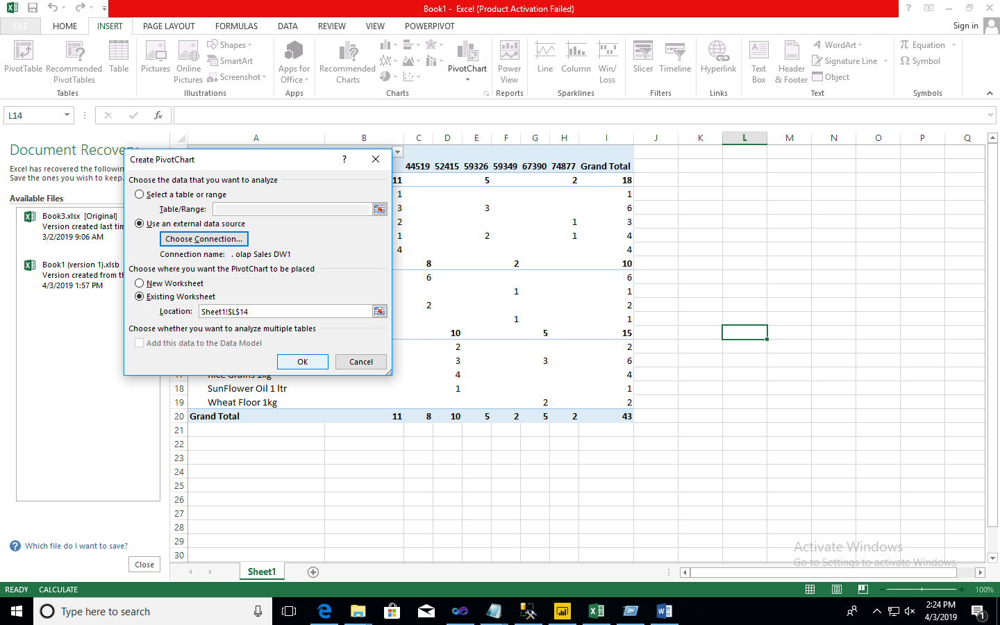 Book1 - Excel (Product Activation Failed)
FILE HOME INSERT PAGE LAYOUT FORMULAS DATA REVIEW VIEW POWERPIVOT Sign in
PivotTable Recommended PivotTables Table
Tables
Pictures Online Pictures Shapes SmartArt Screenshot
Illustrations
Apps for Office
Apps
Recommended Charts PivotChart
Charts
Power View
Reports
Line Column Win/Loss
Sparklines
Slicer Timeline
Filters
Hyperlink
Links
Text Box Header & Footer WordArt Signature Line Object
Text
Equation Symbol
Symbols
L14 fx
Document Recovery
Excel has recovered the followin
Save the ones you wish to keep.
Available Files
Book3.xlsx [Original]
Version created last tim
3/2/2019 9:06 AM
Book1 (version 1).xlsb
Version created from th
4/3/2019 1:57 PM
Which file do I want to save?
Close
Create PivotChart ?
Choose the data that you want to analyze
Select a table or range
Table/Range:
Use an external data source
Choose Connection...
Connection name: . olap Sales DW1
Choose where you want the PivotChart to be placed
New Worksheet
Existing Worksheet
Location: Sheet1!$L$14
Choose whether you want to analyze multiple tables
Add this data to the Data Model
OK Cancel
A B C D E F G H I J K L M N O P Q
44519 52415 59326 59349 67390 74877 Grand Total
11 5 2 18
1 1
3 3 6
2 1 3
1 2 1 4
4 4
8 2 10
6 6
1 1
2 2
1 1
10 5 15
2 2
3 3 6
17 Rice Grains 1kg 4 4
18 SunFlower Oil 1 ltr 1 1
19 Wheat Floor 1kg 2 2
20 Grand Total 11 8 10 5 2 5 2 43
21
22
23
24
25
26
27
28
29
30
Activate Windows
Go to Settings to activate Windows.
Sheet1
READY CALCULATE 100%
Type here to search
2:24 PM
4/3/2019
1